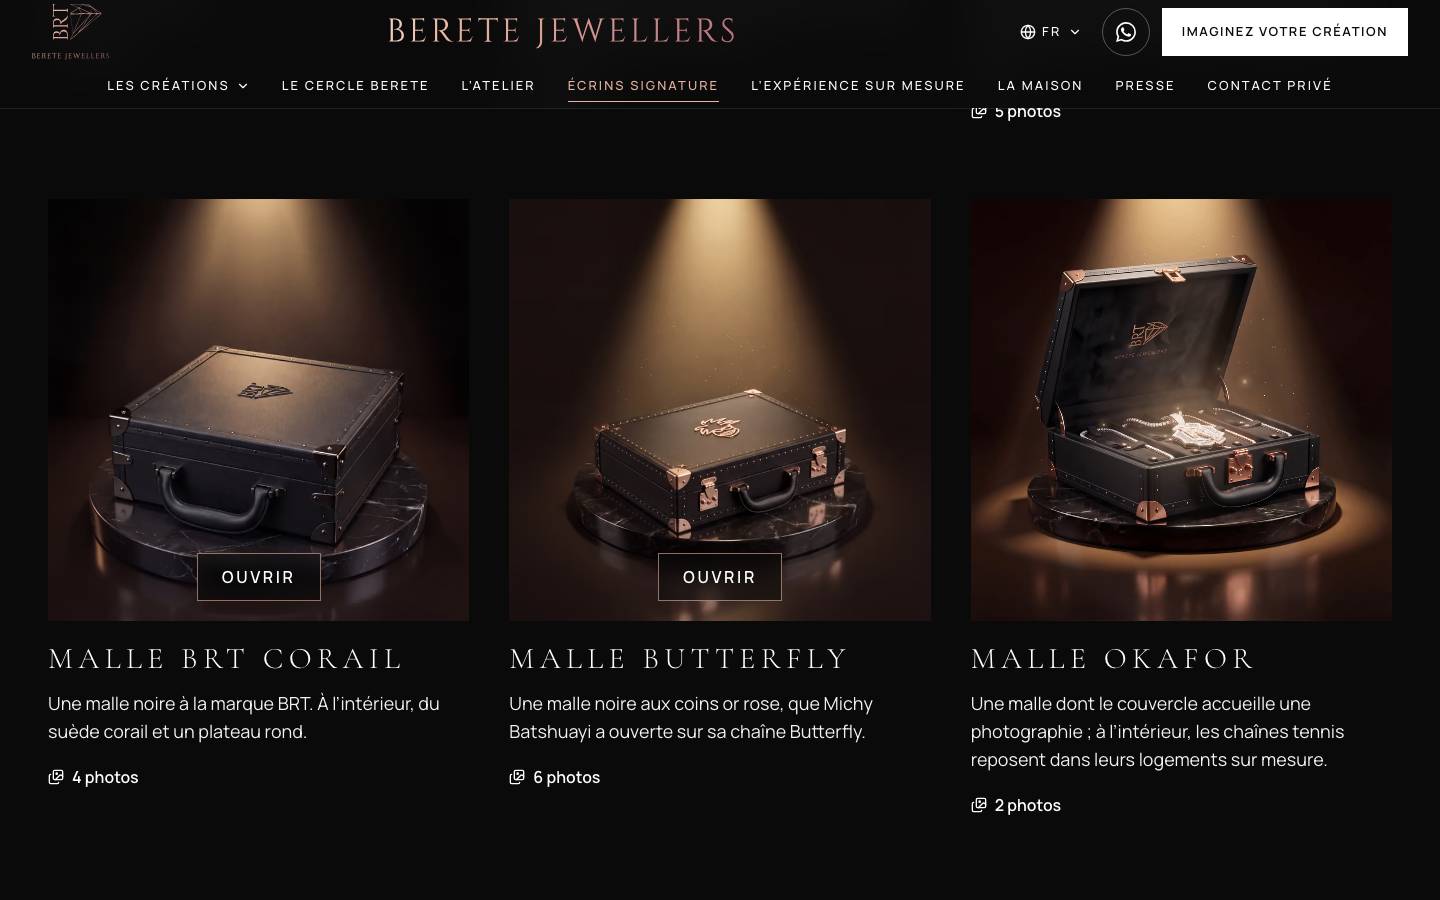 BRT
BERETE JEWELLERS
BERETE JEWELLERS
FR
IMAGINEZ VOTRE CRÉATION
LES CRÉATIONS
LE CERCLE BERETE
L'ATELIER
ÉCRINS SIGNATURE
L'EXPÉRIENCE SUR MESURE
LA MAISON
PRESSE
CONTACT PRIVÉ
5 photos
BRT
BERETE JEWELLERS
OUVRIR
OUVRIR
MALLE BRT CORAIL
Une malle noire à la marque BRT. À l’intérieur, du
suède corail et un plateau rond.
4 photos
MALLE BUTTERFLY
Une malle noire aux coins or rose, que Michy
Batshuayi a ouverte sur sa chaîne Butterfly.
6 photos
MALLE OKAFOR
Une malle dont le couvercle accueille une
photographie ; à l’intérieur, les chaînes tennis
reposent dans leurs logements sur mesure.
2 photos